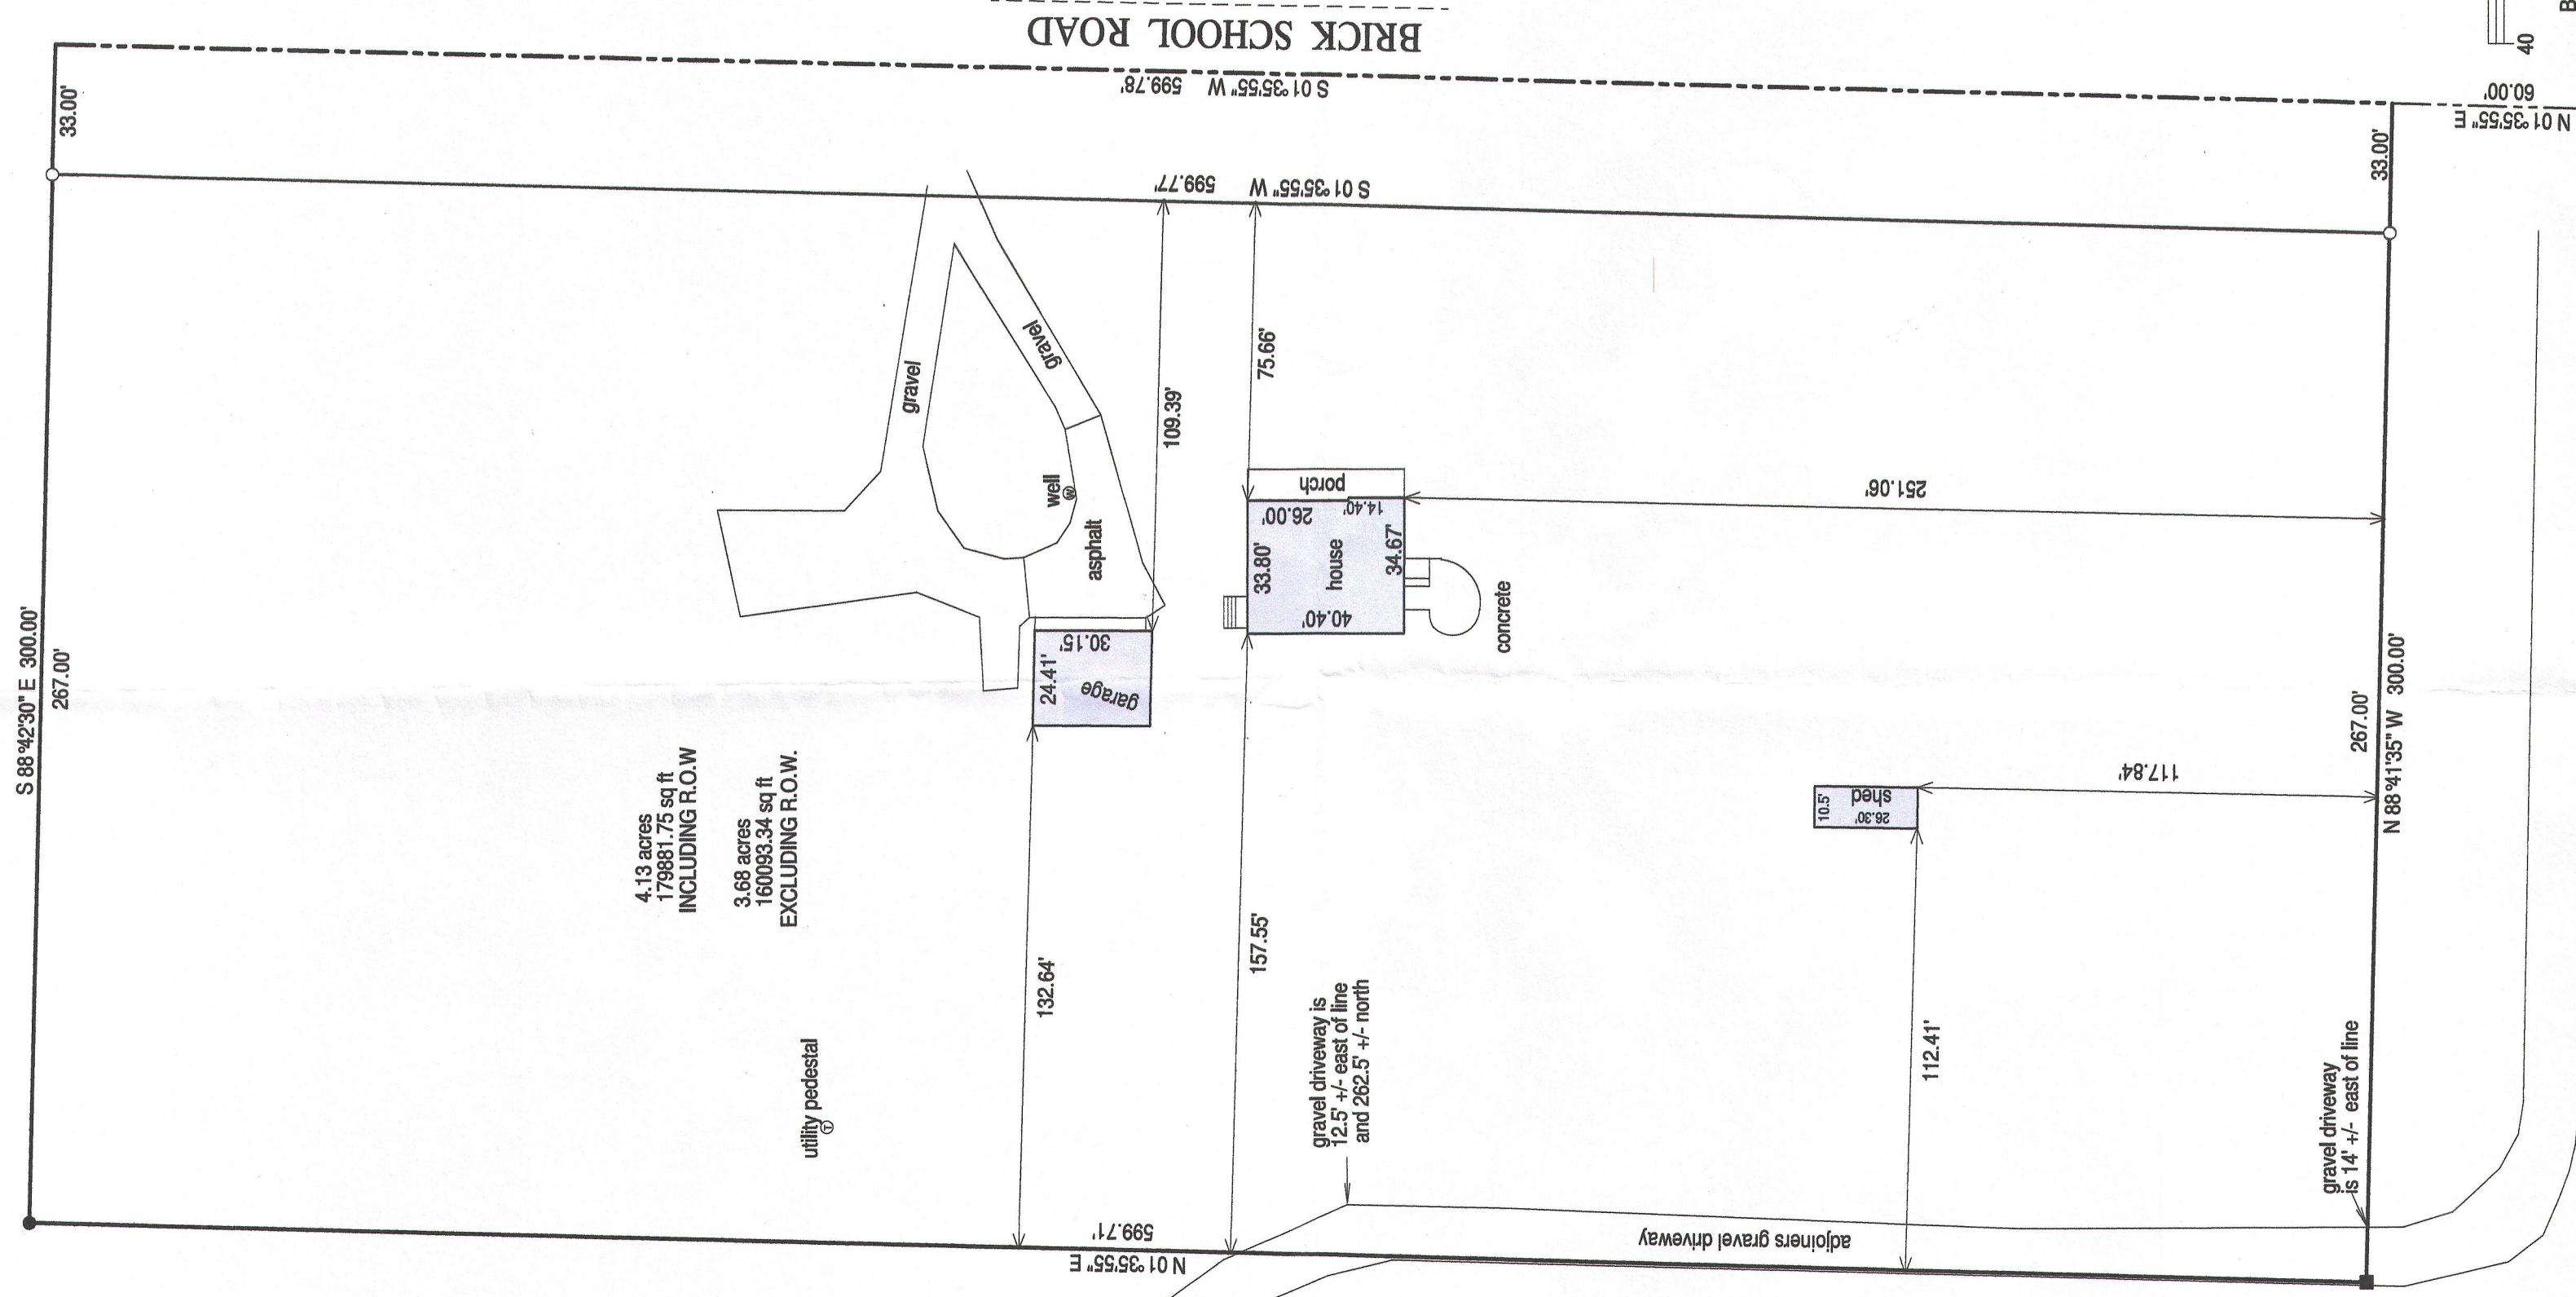 BRICK SCHOOL ROAD
S 01°35'55" W 599.78'
33.00'
33.00'
60.00'
N 01°35'55" E
40
S 01°35'55" W 599.77'
S 88°42'30" E 300.00'
267.00'
gravel
gravel
109.39'
75.66'
well
W
asphalt
porch
26.00'
14.40'
33.80'
house
34.67'
40.40'
concrete
251.06'
30.15'
24.41'
garage
4.13 acres
179881.75 sq ft
INCLUDING R.O.W
3.68 acres
160093.34 sq ft
EXCLUDING R.O.W.
shed
10.5'
26.30'
117.84'
267.00'
N 88°41'35" W 300.00'
132.64'
157.55'
112.41'
utility pedestal
T
gravel driveway is
12.5' +/- east of line
and 262.5' +/- north
gravel driveway
is 14' +/- east of line
adjoiners gravel driveway
N 01°35'55" E 599.71'